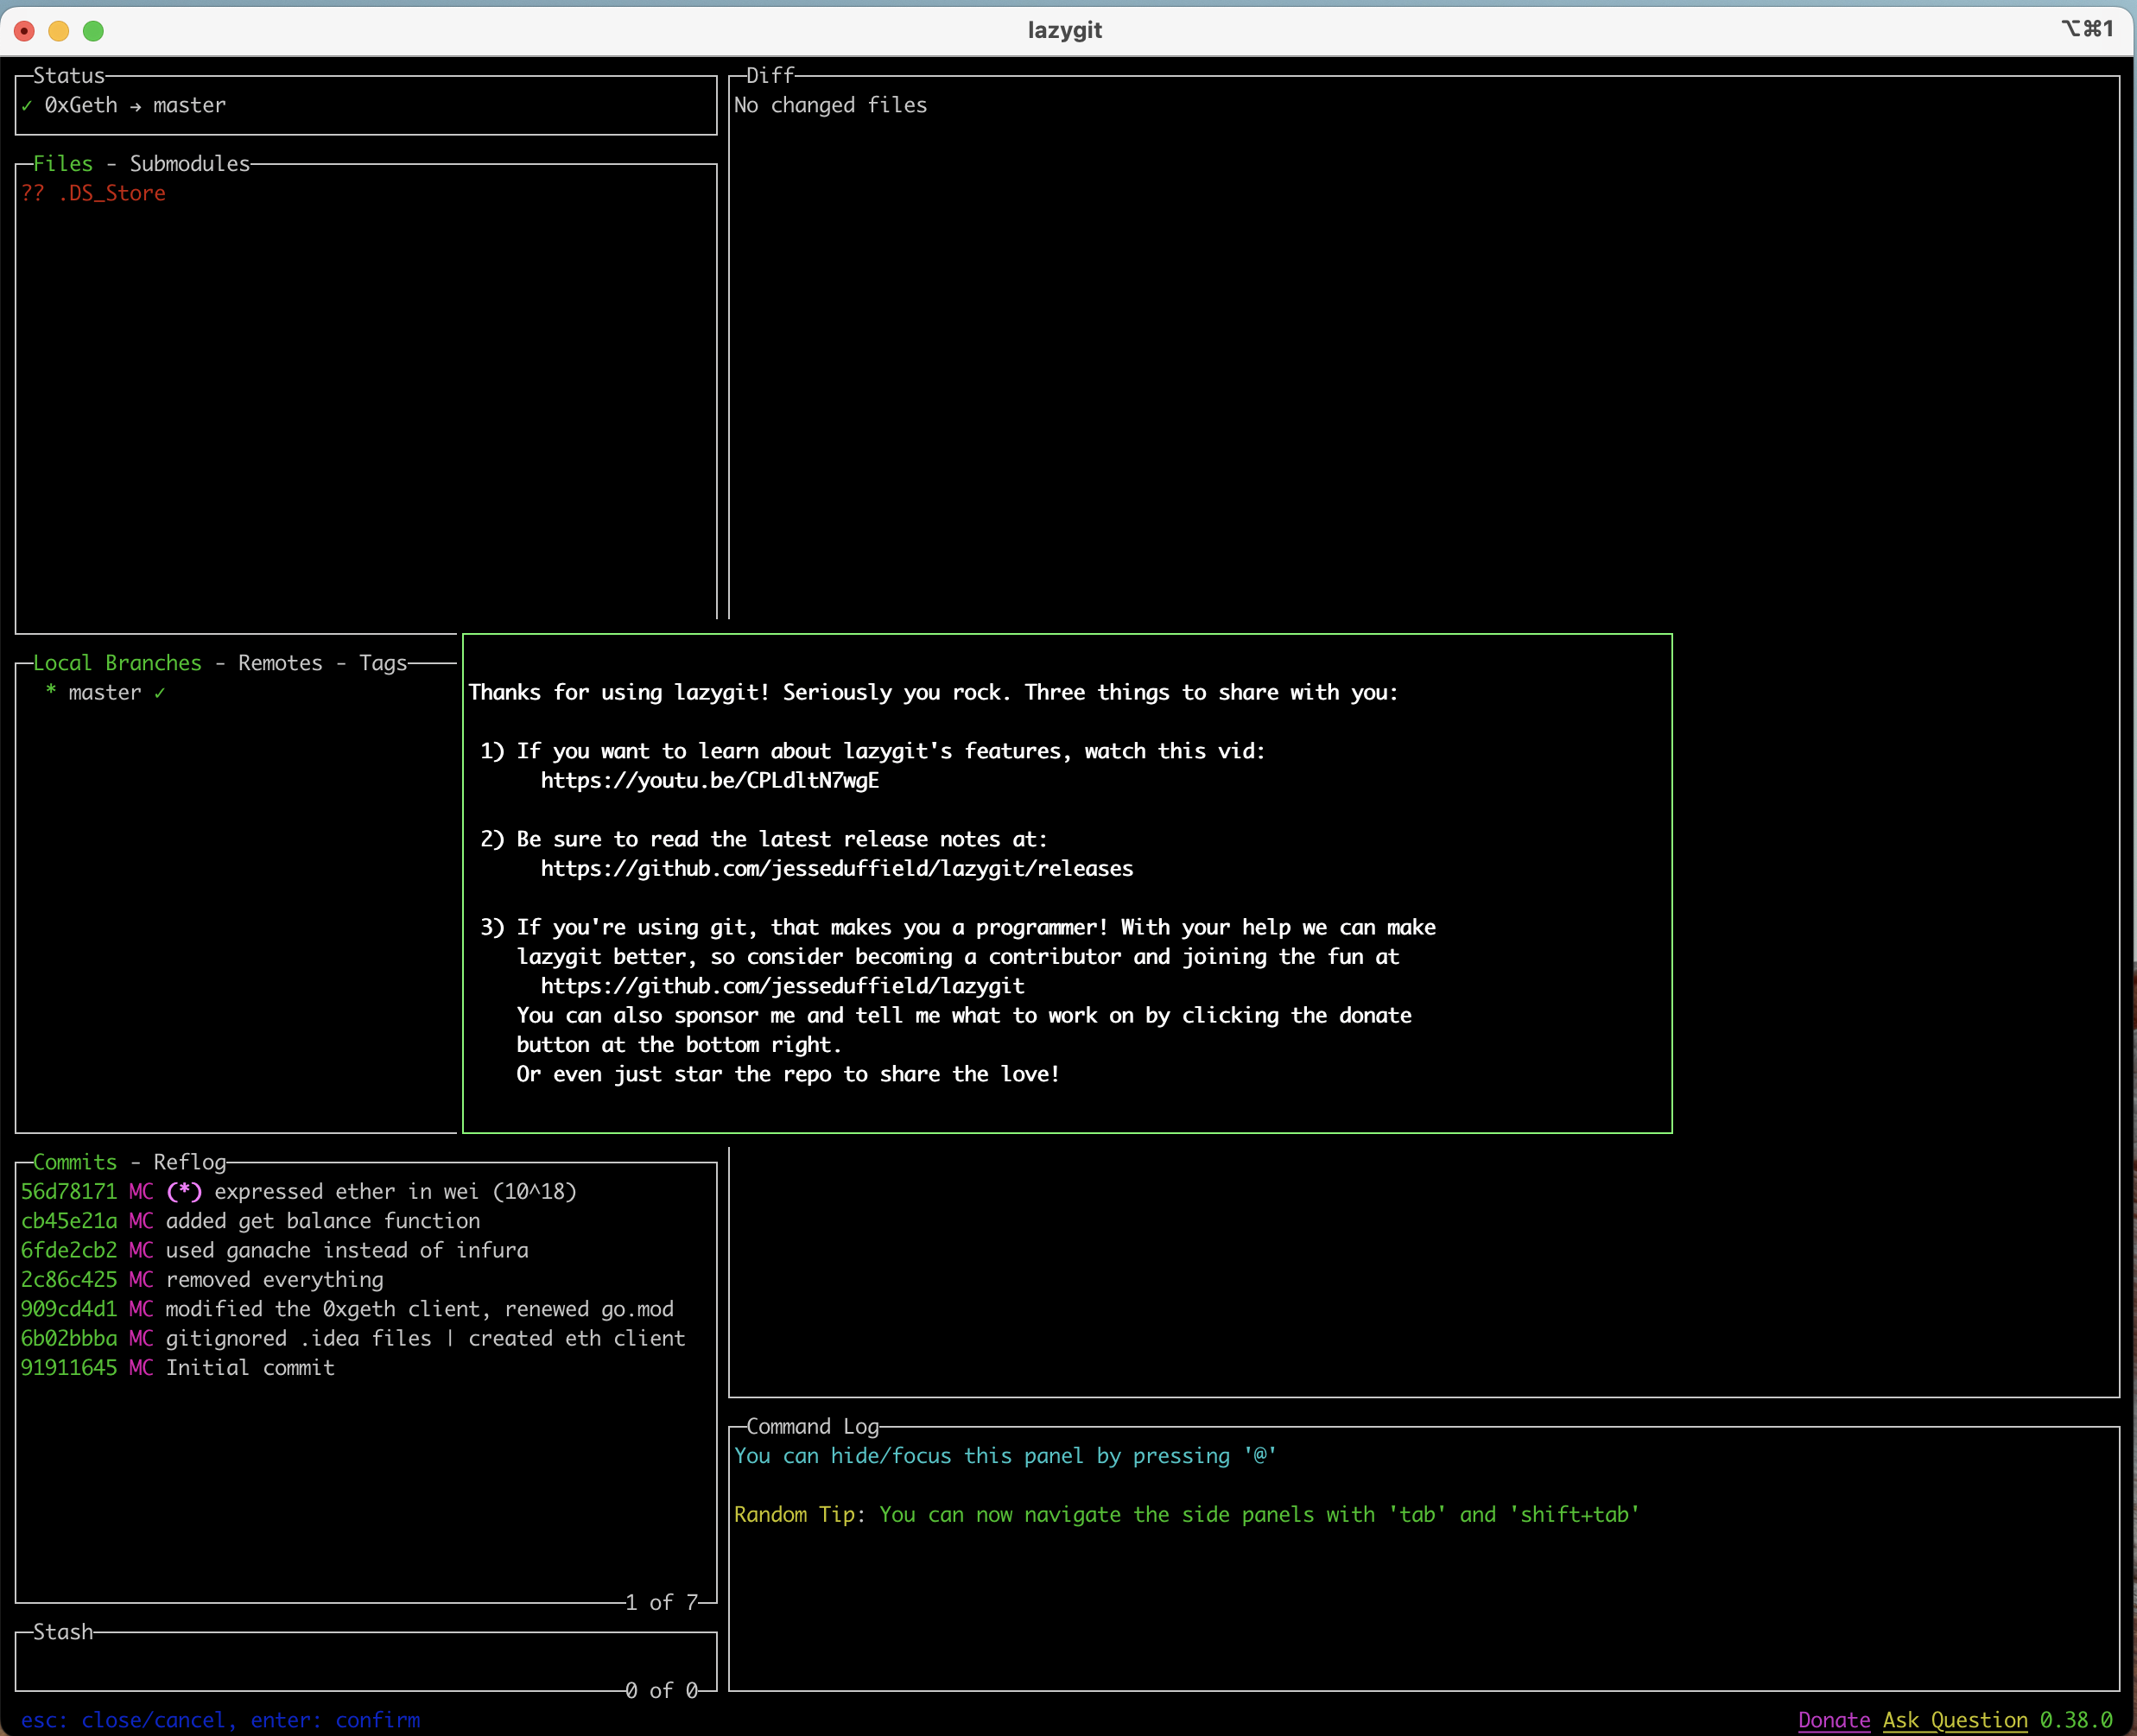 lazygit
⌥⌘1
Status
✓ 0xGeth → master
Files - Submodules
?? .DS_Store
Local Branches - Remotes - Tags
* master ✓
Commits - Reflog
56d78171 MC (*) expressed ether in wei (10^18)
cb45e21a MC added get balance function
6fde2cb2 MC used ganache instead of infura
2c86c425 MC removed everything
909cd4d1 MC modified the 0xgeth client, renewed go.mod
6b02bbba MC gitignored .idea files | created eth client
91911645 MC Initial commit
1 of 7
Stash
0 of 0
Diff
No changed files
Thanks for using lazygit! Seriously you rock. Three things to share with you:
1) If you want to learn about lazygit's features, watch this vid:
https://youtu.be/CPLdltN7wgE
2) Be sure to read the latest release notes at:
https://github.com/jesseduffield/lazygit/releases
3) If you're using git, that makes you a programmer! With your help we can make
lazygit better, so consider becoming a contributor and joining the fun at
https://github.com/jesseduffield/lazygit
You can also sponsor me and tell me what to work on by clicking the donate
button at the bottom right.
Or even just star the repo to share the love!
Command Log
You can hide/focus this panel by pressing '@'
Random Tip: You can now navigate the side panels with 'tab' and 'shift+tab'
esc: close/cancel, enter: confirm
Donate Ask Question 0.38.0